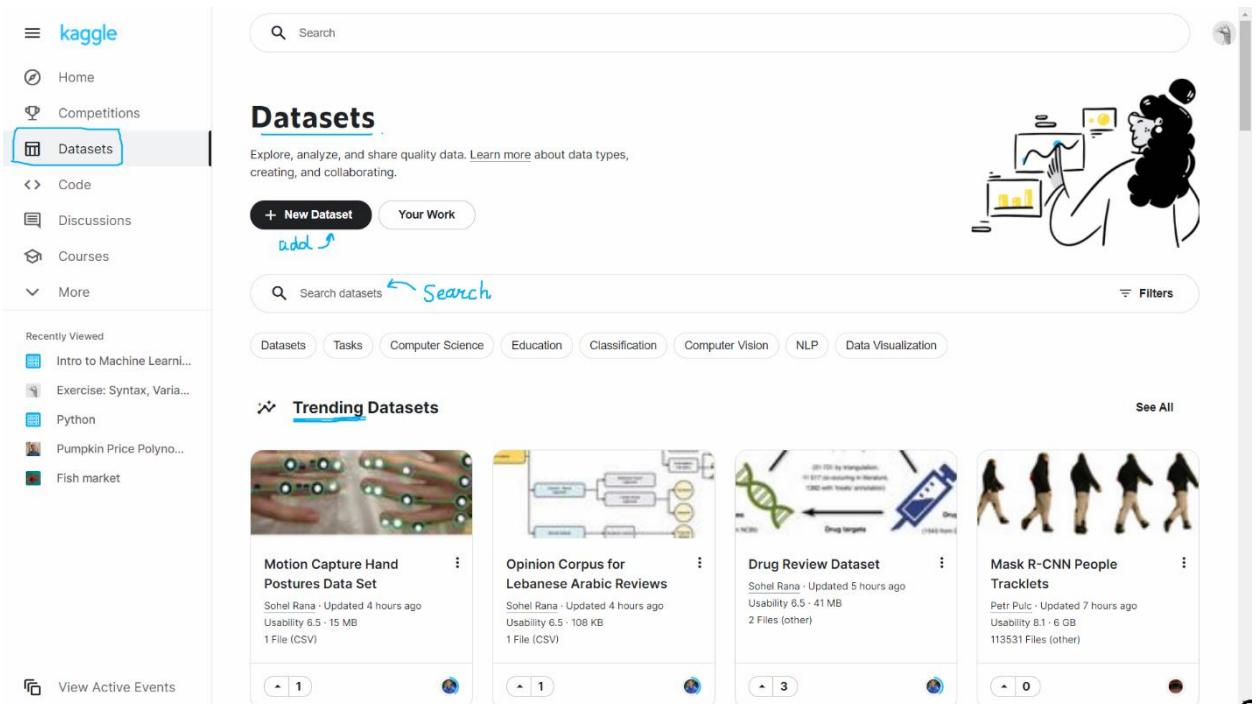 kaggle
Search
Home
Competitions
Datasets
Code
Discussions
Courses
More
Recently Viewed
Intro to Machine Learni...
Exercise: Syntax, Varia...
Python
Pumpkin Price Polyno...
Fish market
View Active Events
Datasets
Explore, analyze, and share quality data. Learn more about data types,
creating, and collaborating.
+ New Dataset Your Work
add
Search datasets Search Filters
Datasets Tasks Computer Science Education Classification Computer Vision NLP Data Visualization
Trending Datasets See All
Motion Capture Hand
Postures Data Set
Sohel Rana · Updated 4 hours ago
Usability 6.5 · 15 MB
1 File (CSV)
1
Opinion Corpus for
Lebanese Arabic Reviews
Sohel Rana · Updated 4 hours ago
Usability 6.5 · 108 KB
1 File (CSV)
1
Drug targets
Drug Review Dataset
Sohel Rana · Updated 5 hours ago
Usability 6.5 · 41 MB
2 Files (other)
3
Mask R-CNN People
Tracklets
Petr Pulc · Updated 7 hours ago
Usability 8.1 · 6 GB
113531 Files (other)
0